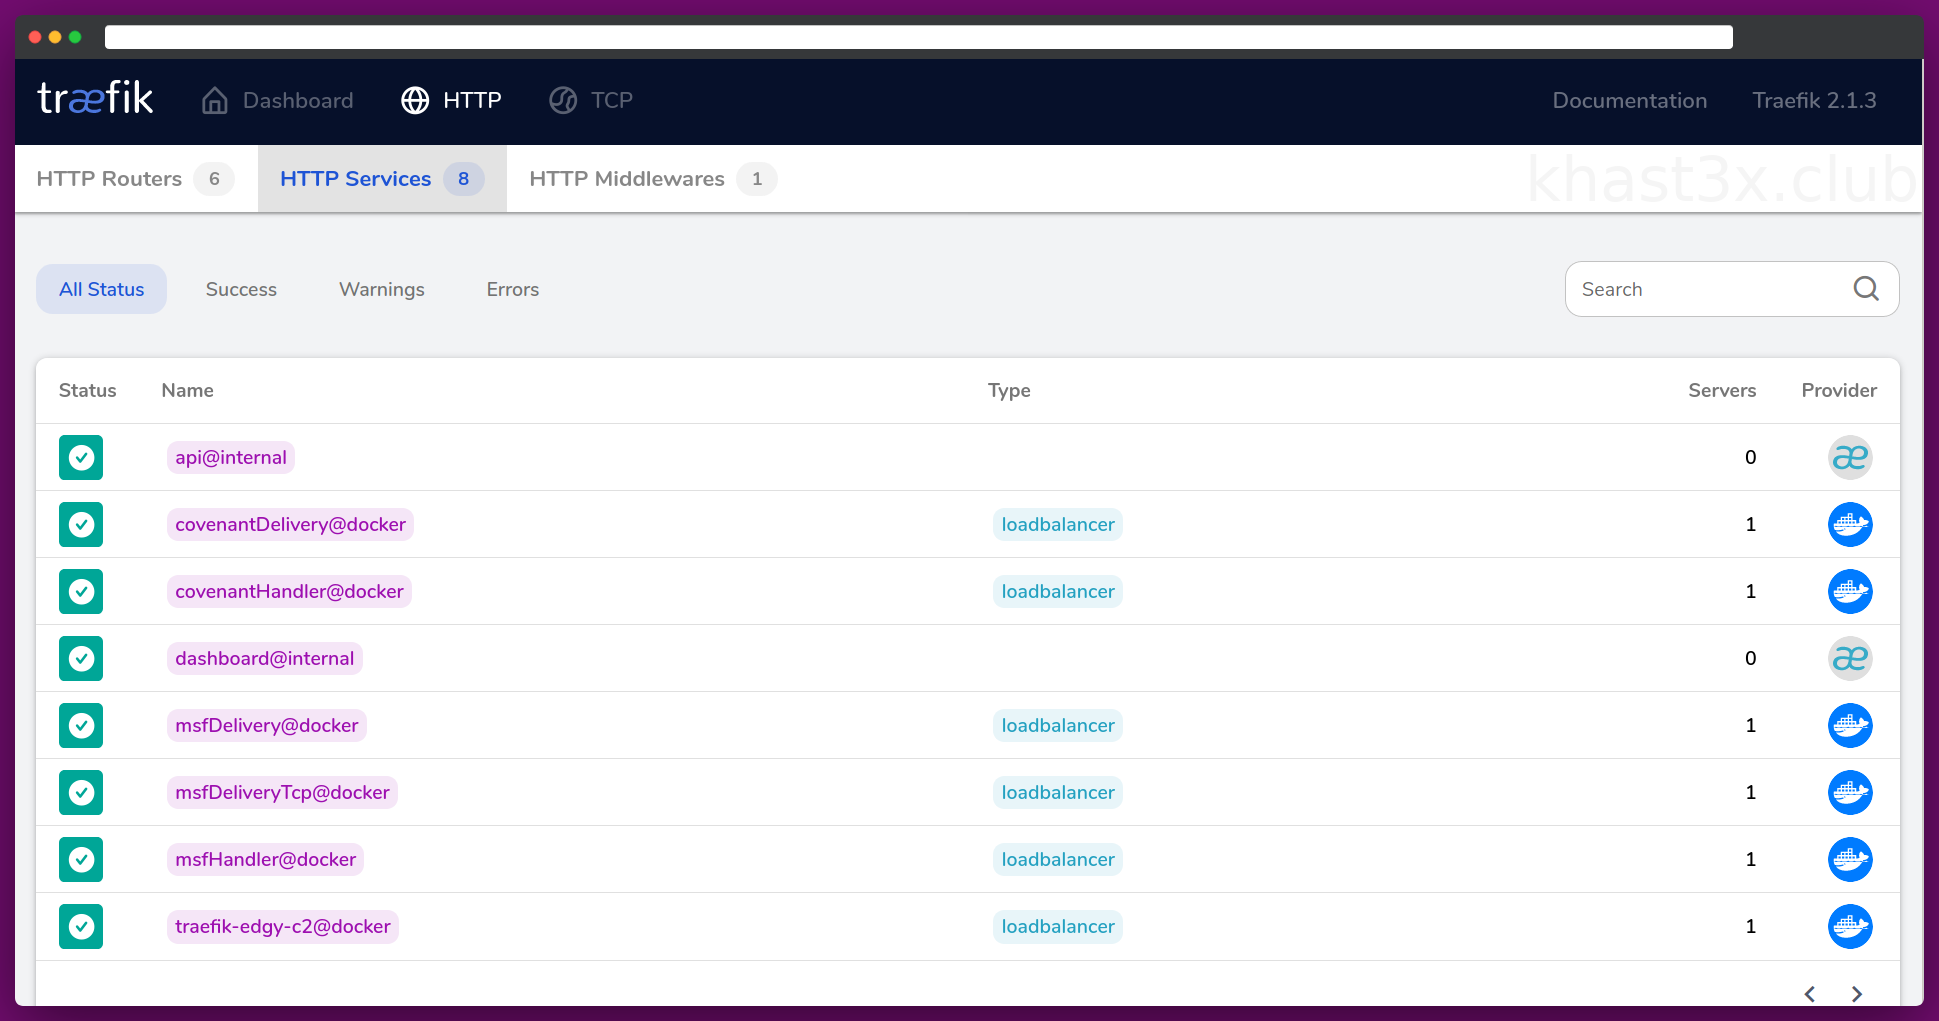 træfik Dashboard HTTP TCP Documentation Traefik 2.1.3
HTTP Routers 6 HTTP Services 8 HTTP Middlewares 1 khast3x.club
All Status Success Warnings Errors Search
Status Name Type Servers Provider
api@internal 0 æ
covenantDelivery@docker loadbalancer 1
covenantHandler@docker loadbalancer 1
dashboard@internal 0 æ
msfDelivery@docker loadbalancer 1
msfDeliveryTcp@docker loadbalancer 1
msfHandler@docker loadbalancer 1
traefik-edgy-c2@docker loadbalancer 1